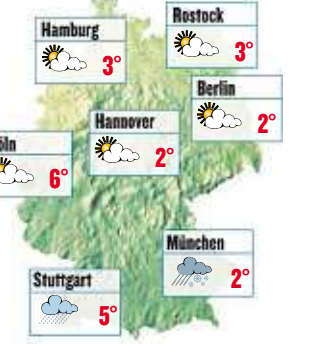 Rostock
3°
Hamburg
3°
Berlin
2°
Hannover
2°
öln
6°
München
2°
Stuttgart
5°